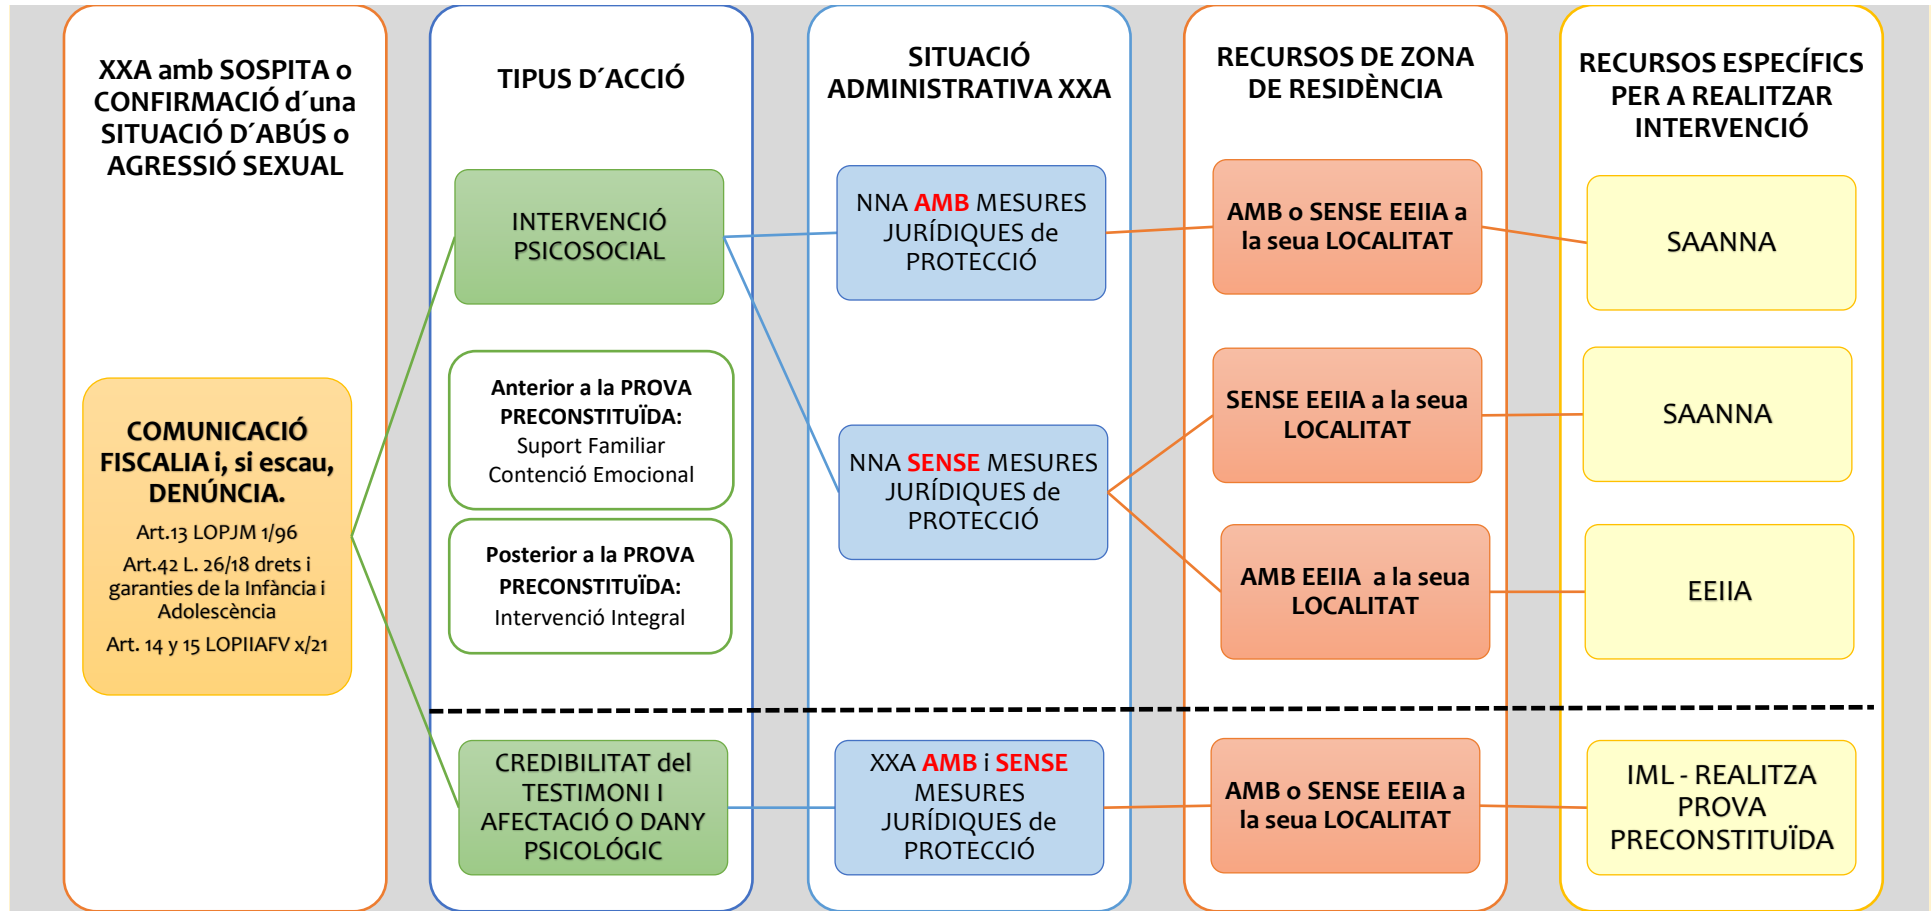 XXA amb SOSPITA o
CONFIRMACIÓ d´una
SITUACIÓ D´ABÚS o
AGRESSIÓ SEXUAL
COMUNICACIÓ
FISCALIA i, si escau,
DENÚNCIA.
Art.13 LOPJM 1/96
Art.42 L. 26/18 drets i
garanties de la Infància i
Adolescència
Art. 14 y 15 LOPIIAFV x/21
TIPUS D´ACCIÓ
INTERVENCIÓ
PSICOSOCIAL
Anterior a la PROVA
PRECONSTITUÏDA:
Suport Familiar
Contenció Emocional
Posterior a la PROVA
PRECONSTITUÏDA:
Intervenció Integral
CREDIBILITAT del
TESTIMONI I
AFECTACIÓ O DANY
PSICOLÓGIC
SITUACIÓ
ADMINISTRATIVA XXA
NNA AMB MESURES
JURÍDIQUES de
PROTECCIÓ
NNA SENSE MESURES
JURÍDIQUES de
PROTECCIÓ
XXA AMB i SENSE
MESURES
JURÍDIQUES de
PROTECCIÓ
RECURSOS DE ZONA
DE RESIDÈNCIA
AMB o SENSE EEIIA a
la seua LOCALITAT
SENSE EEIIA a la seua
LOCALITAT
AMB EEIIA a la seua
LOCALITAT
AMB o SENSE EEIIA a
la seua LOCALITAT
RECURSOS ESPECÍFICS
PER A REALITZAR
INTERVENCIÓ
SAANNA
SAANNA
EEIIA
IML - REALITZA
PROVA
PRECONSTITUÏDA